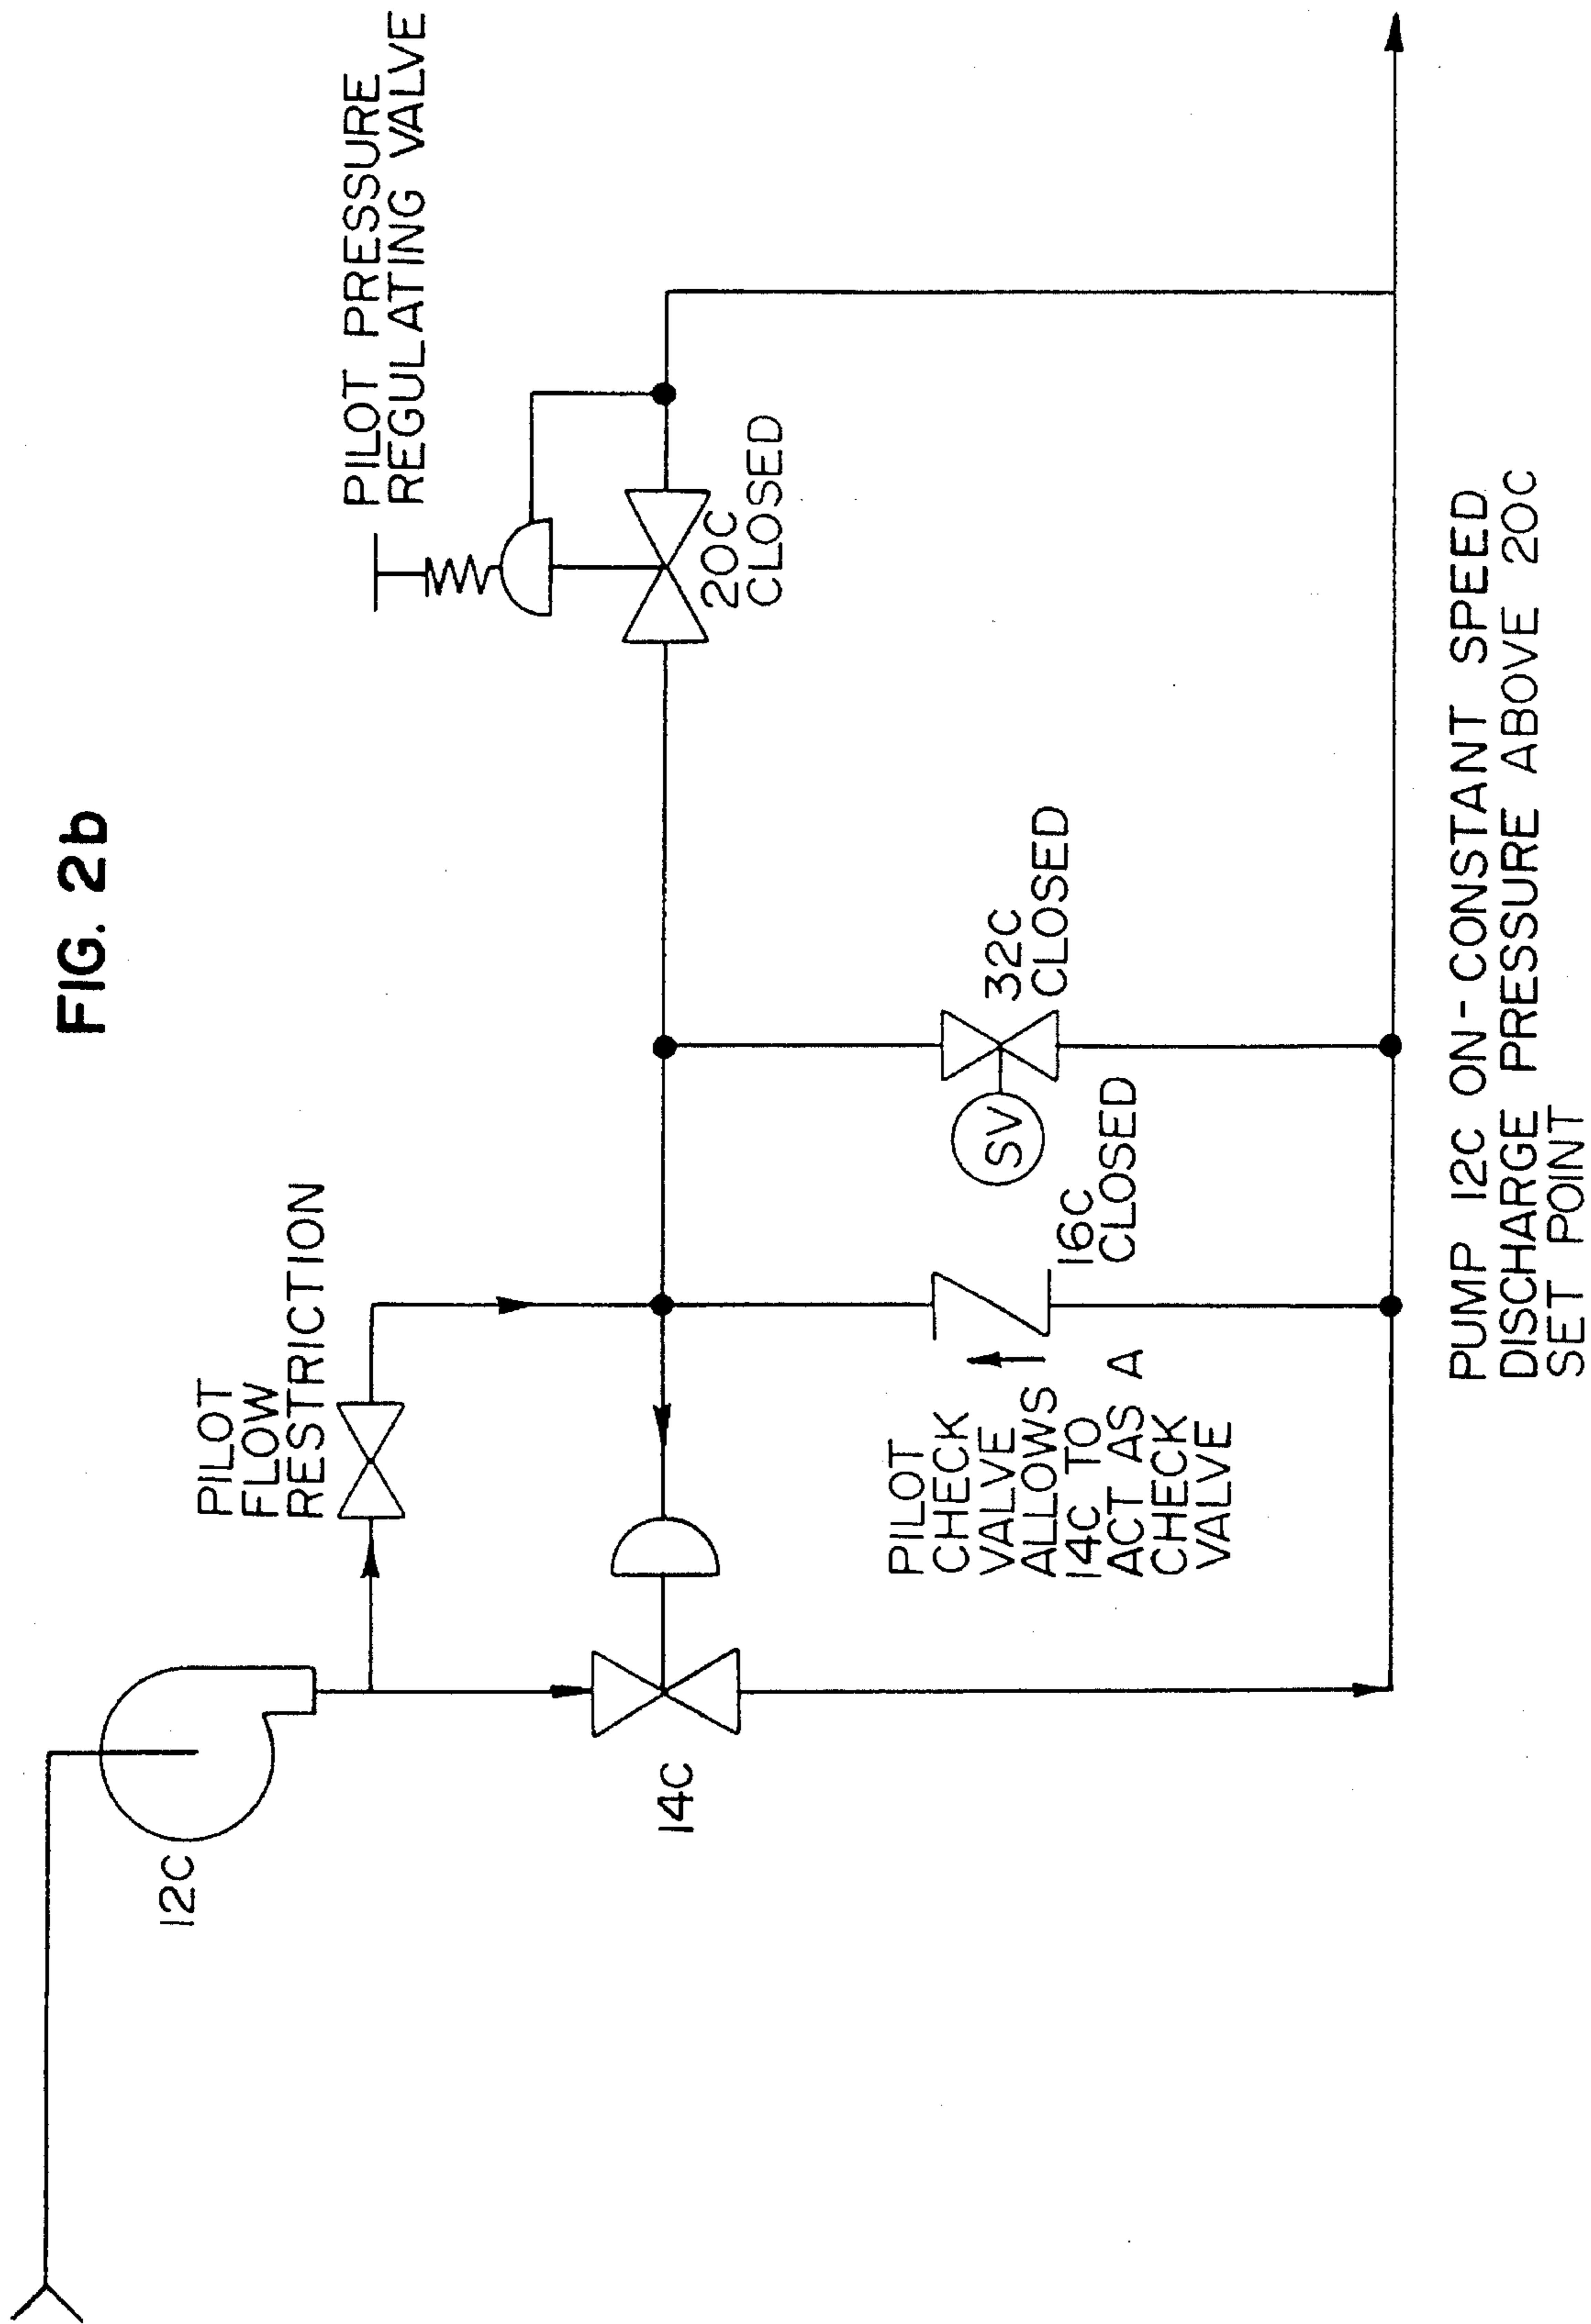 FIG. 2b
PILOT PRESSURE
REGULATING VALVE
20C
CLOSED
PILOT
FLOW
RESTRICTION
12C
14C
SV
32C
CLOSED
16C
CLOSED
PILOT
CHECK
VALVE
ALLOWS
14C TO
ACT AS A
CHECK
VALVE
PUMP 12C ON-CONSTANT SPEED
DISCHARGE PRESSURE ABOVE 20C
SET POINT